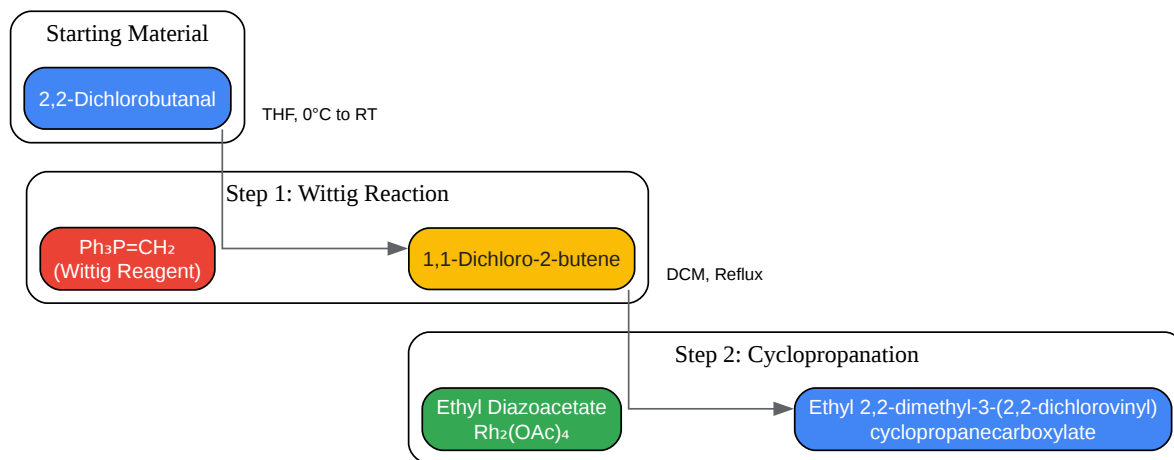 Starting Material
2,2-Dichlorobutanal
THF, 0°C to RT
Step 1: Wittig Reaction
Ph₃P=CH₂
(Wittig Reagent)
1,1-Dichloro-2-butene
DCM, Reflux
Step 2: Cyclopropanation
Ethyl Diazoacetate
Rh₂(OAc)₄
Ethyl 2,2-dimethyl-3-(2,2-dichlorovinyl)
cyclopropanecarboxylate